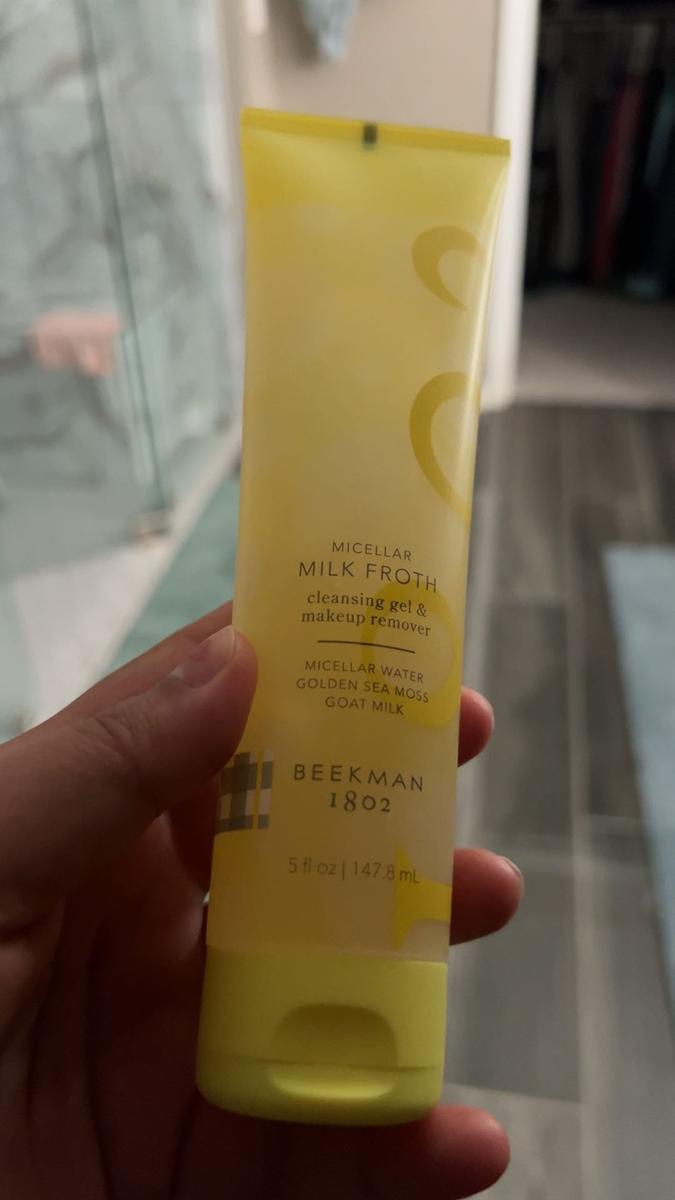 MICELLAR
MILK FROTH
cleansing gel &
makeup remover
MICELLAR WATER
GOLDEN SEA MOSS
GOAT MILK
BEEKMAN
1802
5 fl oz | 147.8 mL